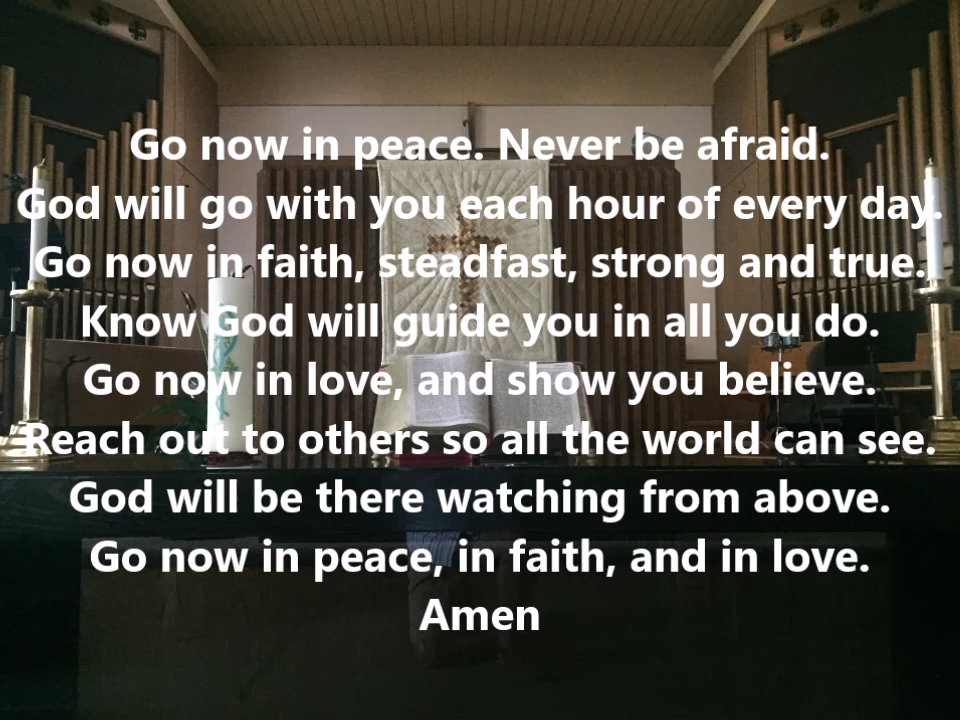 Go now in peace. Never be afraid.
God will go with you each hour of every day.
Go now in faith, steadfast, strong and true.
Know God will guide you in all you do.
Go now in love, and show you believe.
Reach out to others so all the world can see.
God will be there watching from above.
Go now in peace, in faith, and in love.
Amen